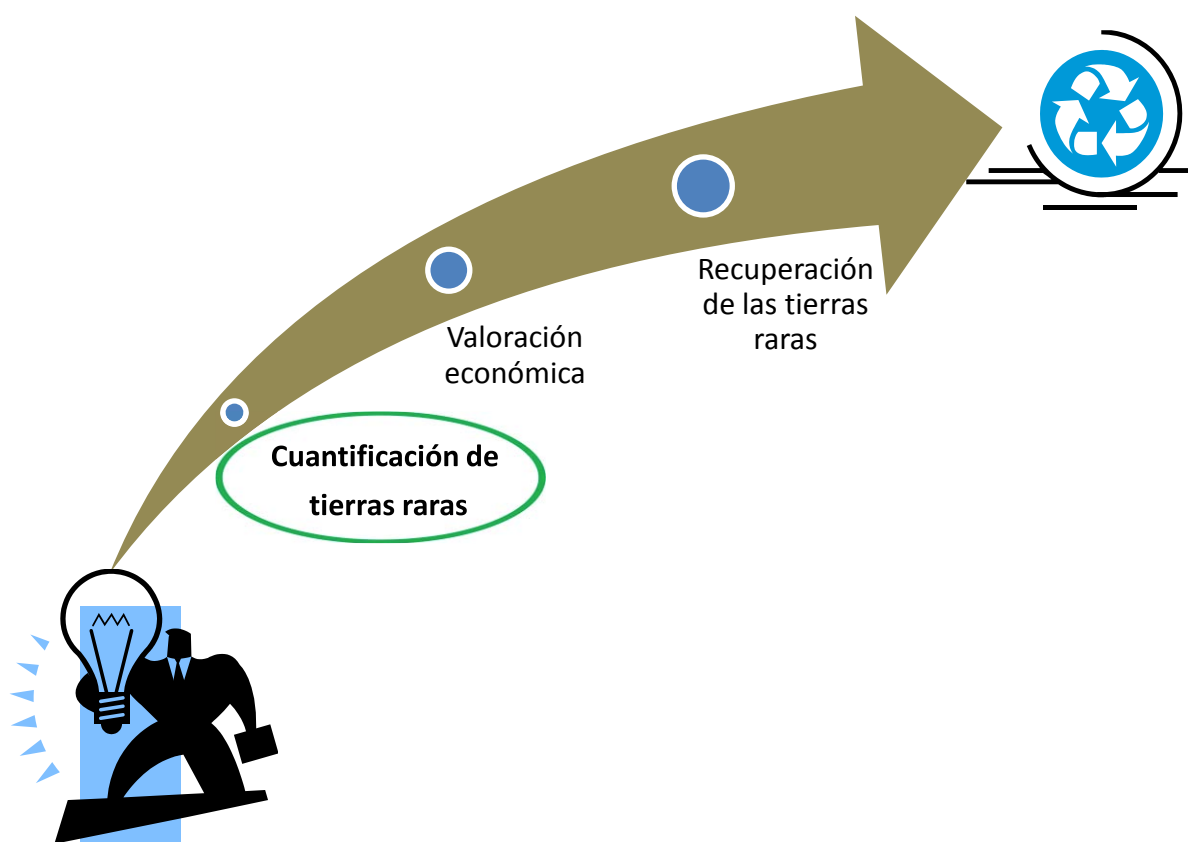 Recuperación
de las tierras
raras
Valoración
económica
Cuantificación de
tierras raras